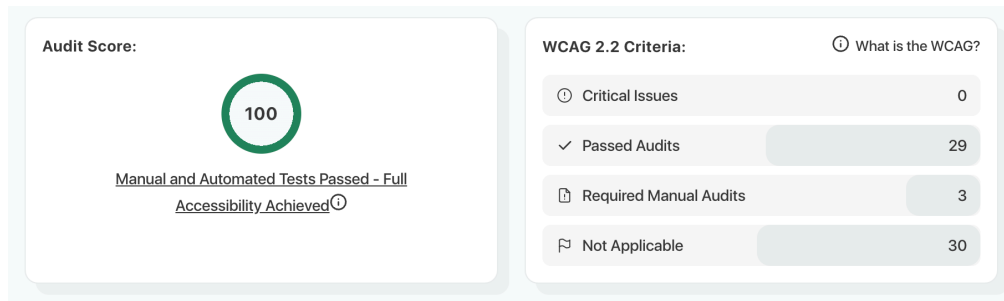 Audit Score:
100
Manual and Automated Tests Passed - Full
Accessibility Achieved
WCAG 2.2 Criteria:
What is the WCAG?
Critical Issues 0
Passed Audits 29
Required Manual Audits 3
Not Applicable 30